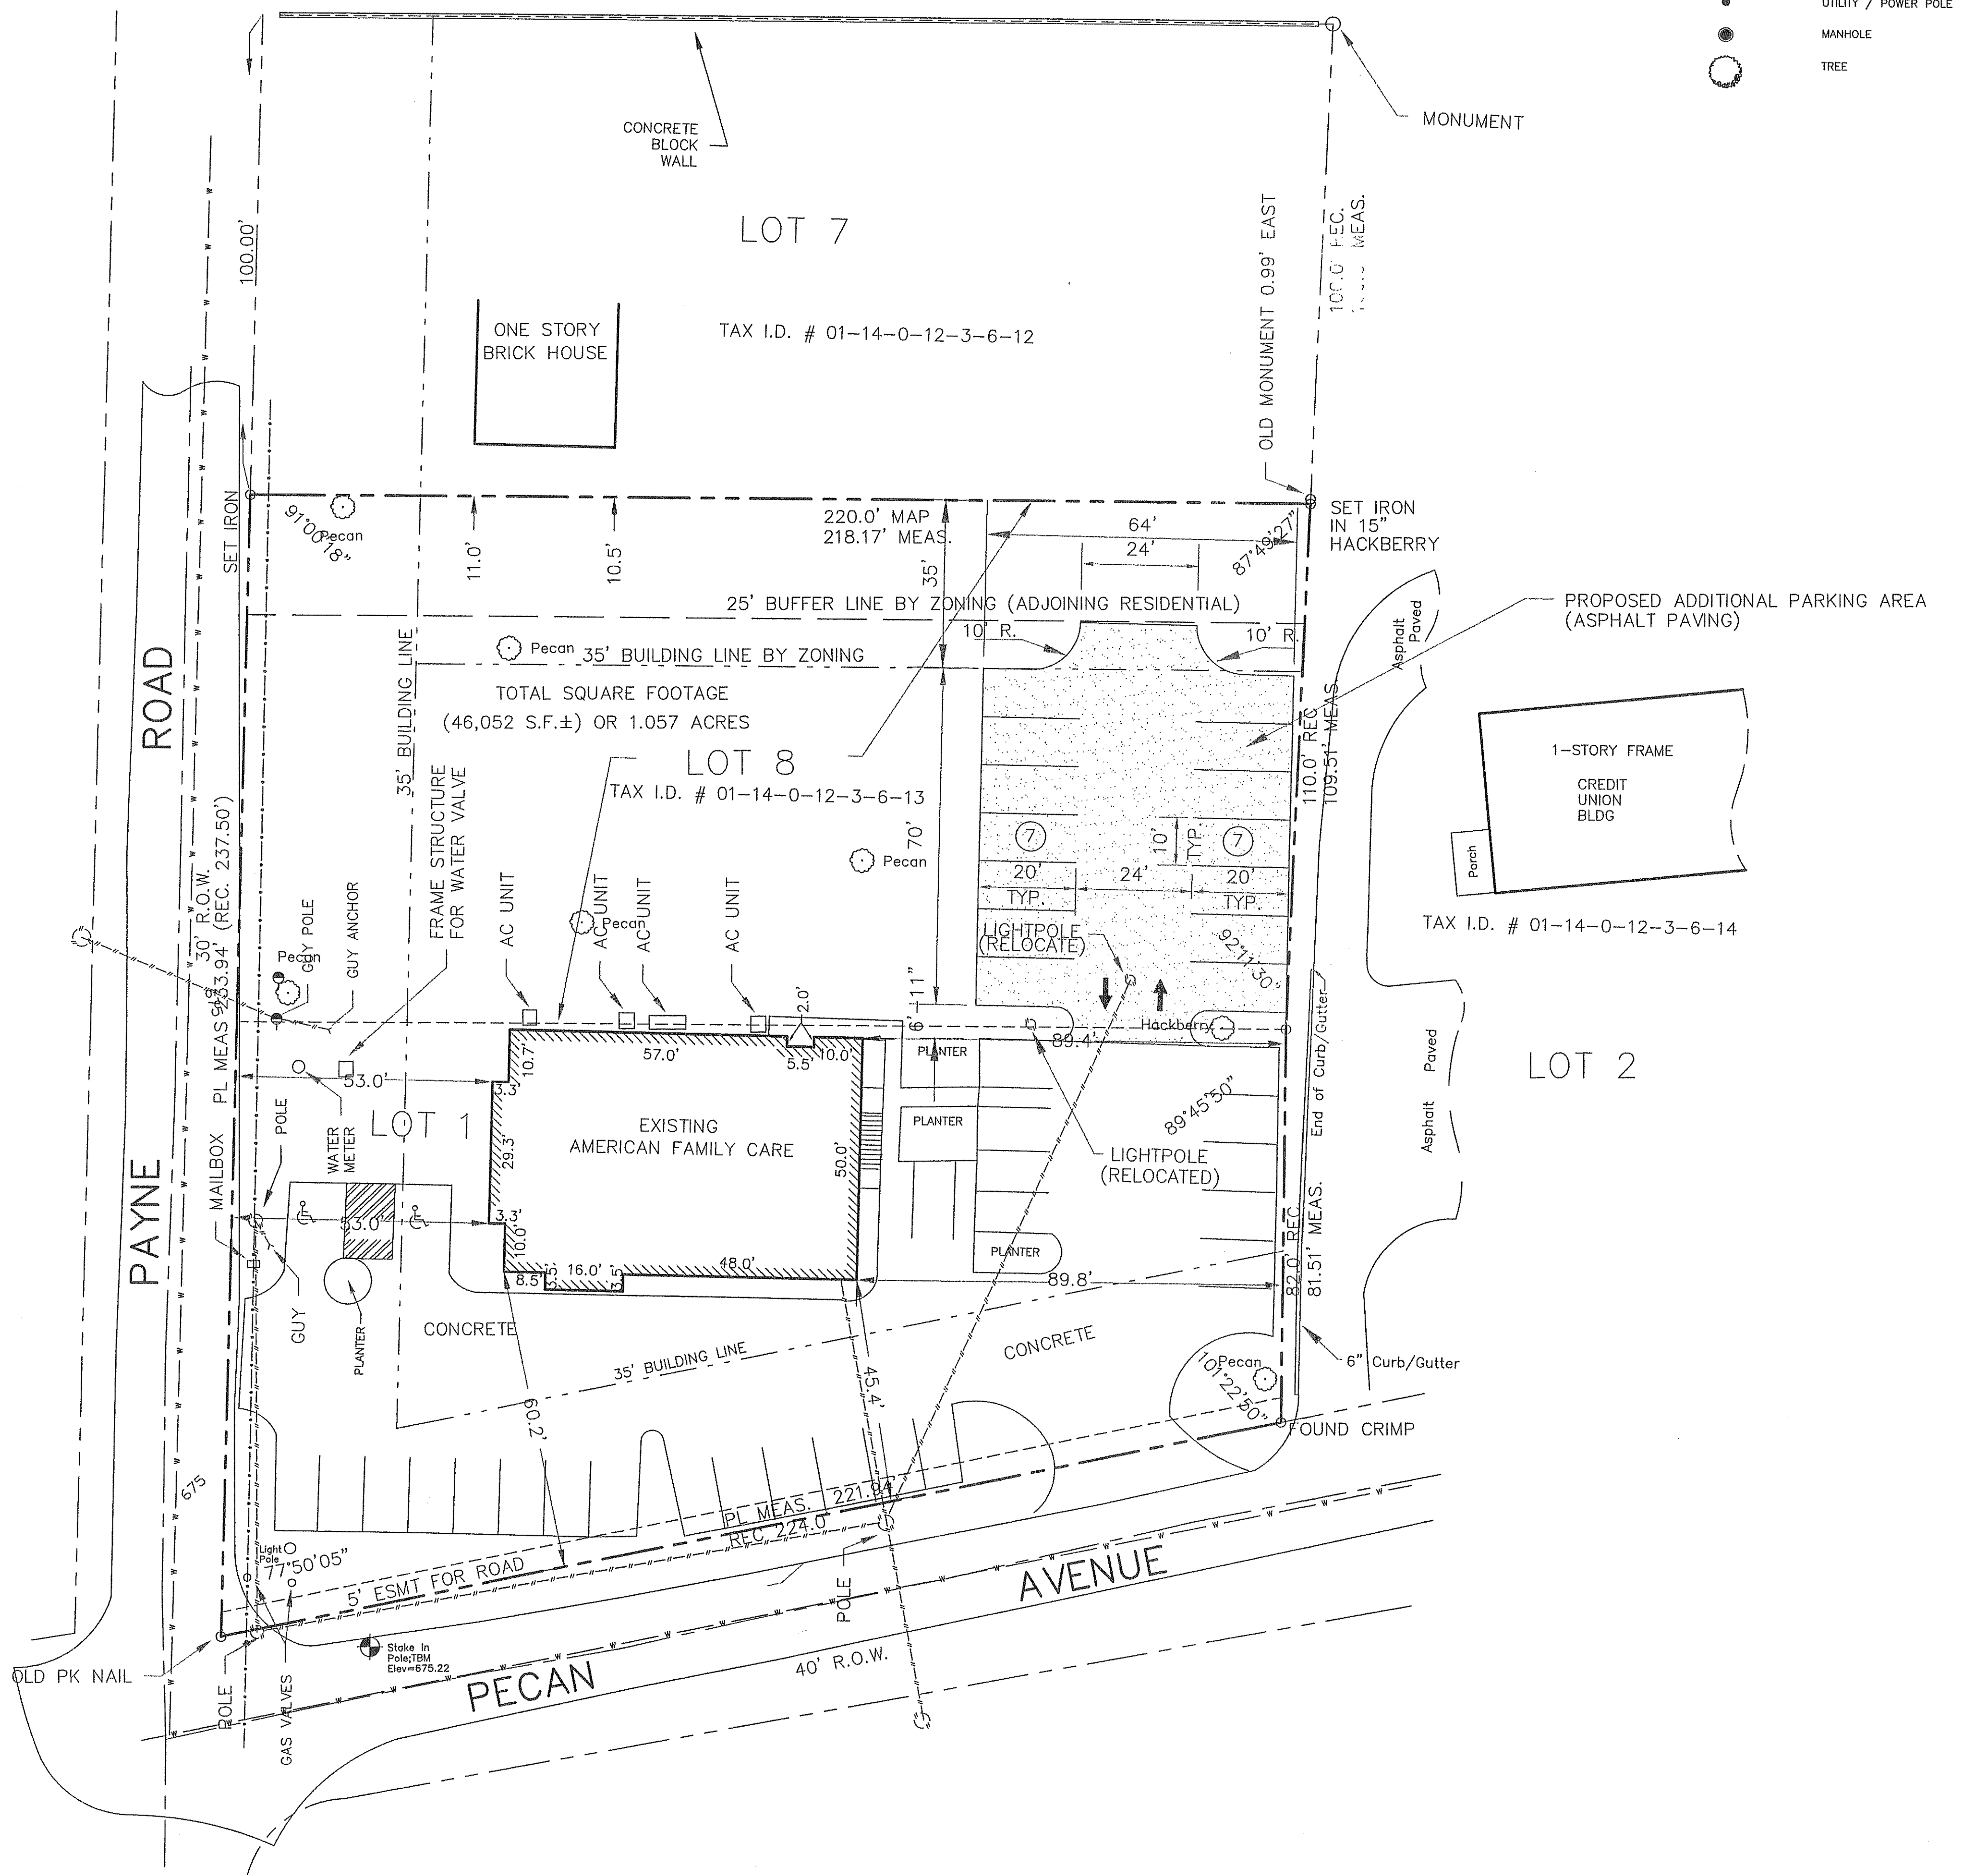 UTILITY / POWER POLE
MANHOLE
TREE
MONUMENT
CONCRETE
BLOCK
WALL
LOT 7
100.00'
OLD MONUMENT 0.99' EAST
100.0' REC.
MEAS.
ONE STORY
BRICK HOUSE
TAX I.D. # 01-14-0-12-3-6-12
SET IRON
91°00'18"
Pecan
11.0'
10.5'
220.0' MAP
218.17' MEAS.
35'
64'
24'
87°49'27"
SET IRON
IN 15"
HACKBERRY
25' BUFFER LINE BY ZONING (ADJOINING RESIDENTIAL)
10' R.
10' R.
PROPOSED ADDITIONAL PARKING AREA
(ASPHALT PAVING)
Asphalt
Paved
Pecan
35' BUILDING LINE BY ZONING
35' BUILDING LINE
TOTAL SQUARE FOOTAGE
(46,052 S.F.±) OR 1.057 ACRES
LOT 8
TAX I.D. # 01-14-0-12-3-6-13
110.0' REC
109.51' MEAS.
1-STORY FRAME
CREDIT
UNION
BLDG
Porch
TAX I.D. # 01-14-0-12-3-6-14
70'
7
7
10'
TYP.
20'
TYP.
24'
20'
TYP.
Pecan
Pecan
LIGHTPOLE
(RELOCATE)
92°11'30"
FRAME STRUCTURE
FOR WATER VALVE
AC UNIT
AC UNIT
AC UNIT
AC UNIT
ROAD
30' R.O.W.
PL MEAS 233.94' (REC. 237.50')
Pecan
GUY POLE
GUY ANCHOR
2.0'
6'-11"
Hackberry
89.4'
PLANTER
57.0'
5.5'
10.0'
10.7'
53.0'
3.3'
LOT 1
EXISTING
AMERICAN FAMILY CARE
29.3'
50.0'
PLANTER
89°45'50"
LIGHTPOLE
(RELOCATED)
End of Curb/Gutter
Asphalt Paved
LOT 2
MAILBOX
POLE
WATER
METER
53.0'
3.3'
10.0'
8.5'
3.5'
16.0'
3.5'
48.0'
PLANTER
89.8'
82.0' REC.
81.51' MEAS.
PAYNE
GUY
PLANTER
CONCRETE
35' BUILDING LINE
CONCRETE
60.2'
45.4'
Pecan
101°22'50"
6" Curb/Gutter
FOUND CRIMP
675
Light
Pole
77°50'05"
5' ESMT FOR ROAD
PL MEAS. 221.94'
REC 224.0'
POLE
AVENUE
OLD PK NAIL
POLE
GAS VALVES
Stake In
Pole;TBM
Elev=675.22
PECAN
40' R.O.W.